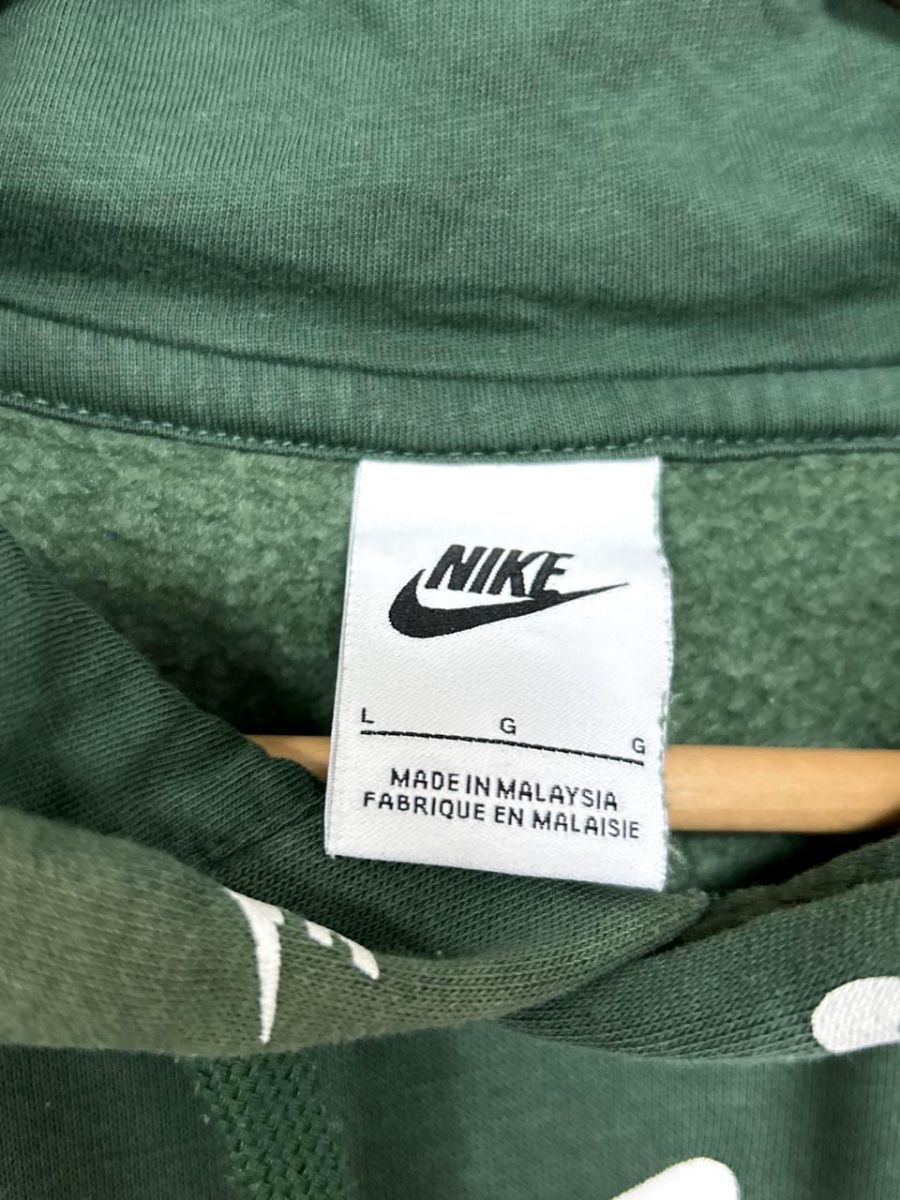 NIKE
L G G
MADE IN MALAYSIA
FABRIQUE EN MALAISIE